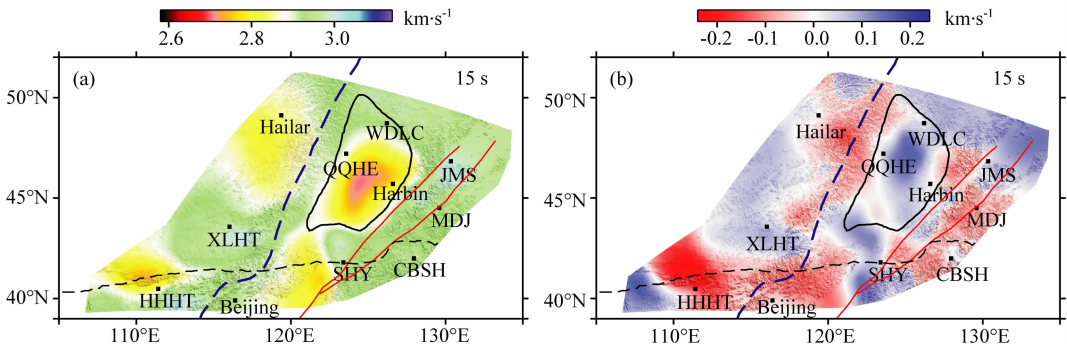 km·s⁻¹
2.6 2.8 3.0
(a) 15 s
50°N
Hailar
WDLC
QQHE
45°N
Harbin
JMS
MDJ
XLHT
SHY
CBSH
HHHT
40°N
Beijing
110°E 120°E 130°E
km·s⁻¹
-0.2 -0.1 0.0 0.1 0.2
(b) 15 s
50°N
Hailar
WDLC
QQHE
45°N
Harbin
JMS
MDJ
XLHT
SHY
CBSH
HHHT
40°N
Beijing
110°E 120°E 130°E